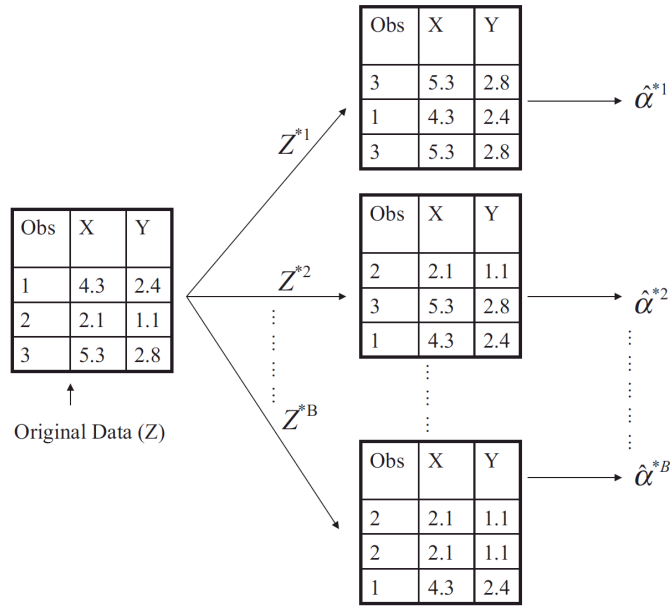 Obs X Y
3 5.3 2.8
1 4.3 2.4
3 5.3 2.8
Z*1
α̂*1
Obs X Y
1 4.3 2.4
2 2.1 1.1
3 5.3 2.8
Original Data (Z)
Z*2
Obs X Y
2 2.1 1.1
3 5.3 2.8
1 4.3 2.4
α̂*2
Z*B
Obs X Y
2 2.1 1.1
2 2.1 1.1
1 4.3 2.4
α̂*B